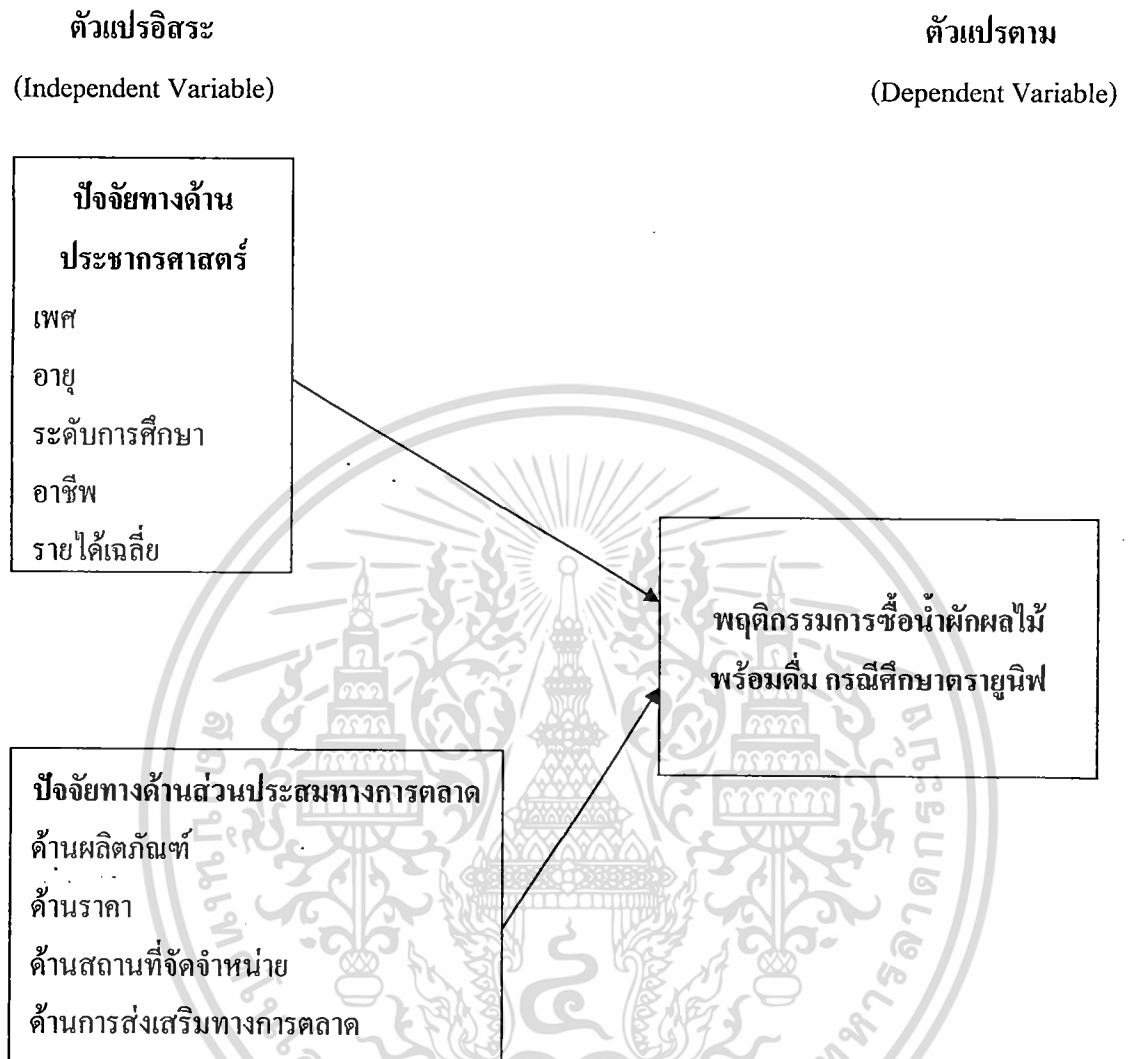 ตัวแปรอิสระ
(Independent Variable)
ตัวแปรตาม
(Dependent Variable)
ปัจจัยทางด้าน
ประชากรศาสตร์
เพศ
อายุ
ระดับการศึกษา
อาชีพ
รายได้เฉลี่ย
พฤติกรรมการซื้อน้ำผักผลไม้
พร้อมดื่ม กรณีศึกษาตรายูนิฟ
ปัจจัยทางด้านส่วนประสมทางการตลาด
ด้านผลิตภัณฑ์
ด้านราคา
ด้านสถานที่จัดจำหน่าย
ด้านการส่งเสริมทางการตลาด